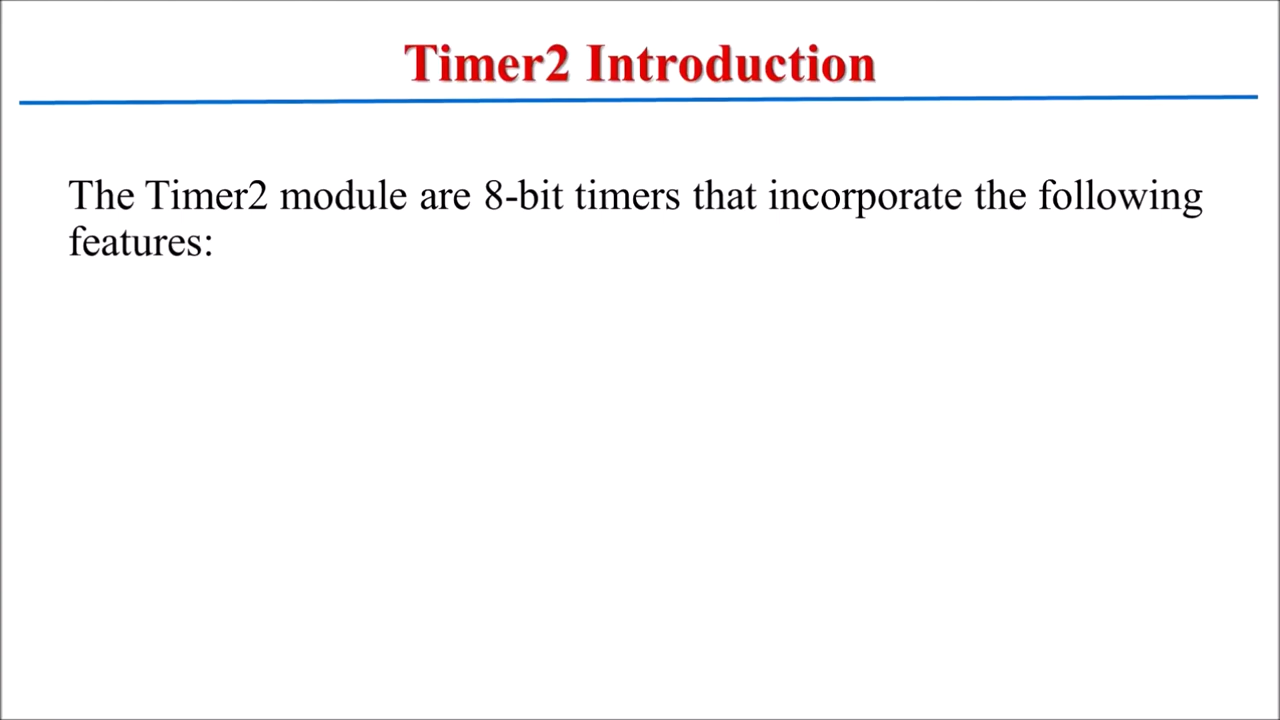 Timer2 Introduction
The Timer2 module are 8-bit timers that incorporate the following
features: